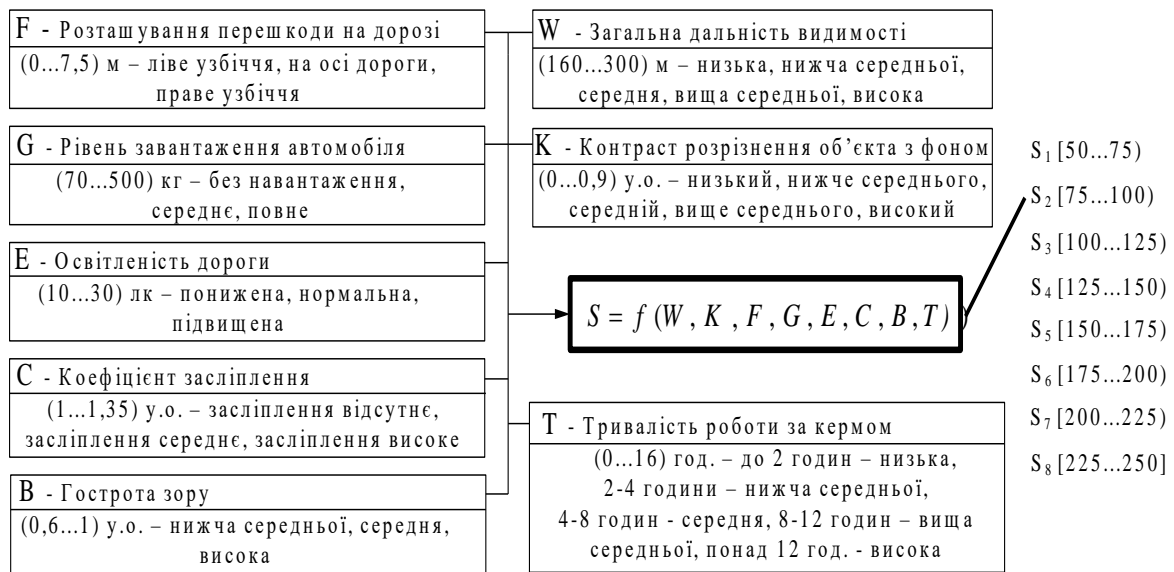 F - Розташування перешкоди на дорозі
(0...7,5) м – ліве узбіччя, на осі дороги,
праве узбіччя
G - Рівень завантаження автомобіля
(70...500) кг – без навантаження,
середнє, повне
E - Освітленість дороги
(10...30) лк – понижена, нормальна,
підвищена
C - Коефіцієнт засліплення
(1...1,35) у.о. – засліплення відсутнє,
засліплення середнє, засліплення високе
B - Гострота зору
(0,6...1) у.о. – нижча середньої, середня,
висока
W - Загальна дальність видимості
(160...300) м – низька, нижча середньої,
середня, вища середньої, висока
K - Контраст розрізнення об’єкта з фоном
(0...0,9) у.о. – низький, нижче середнього,
середній, вище середнього, високий
S = f (W , K , F , G , E , C , B , T )
T - Тривалість роботи за кермом
(0...16) год. – до 2 годин – низька,
2-4 години – нижча середньої,
4-8 годин - середня, 8-12 годин – вища
середньої, понад 12 год. - висока
S₁ [50...75)
S₂ [75...100)
S₃ [100...125)
S₄ [125...150)
S₅ [150...175)
S₆ [175...200)
S₇ [200...225)
S₈ [225...250]